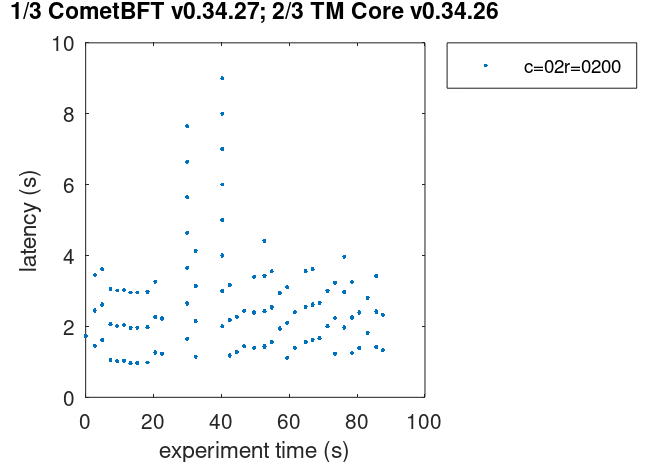 1/3 CometBFT v0.34.27; 2/3 TM Core v0.34.26
c=02r=0200
10
8
6
4
2
0
latency (s)
0 20 40 60 80 100
experiment time (s)